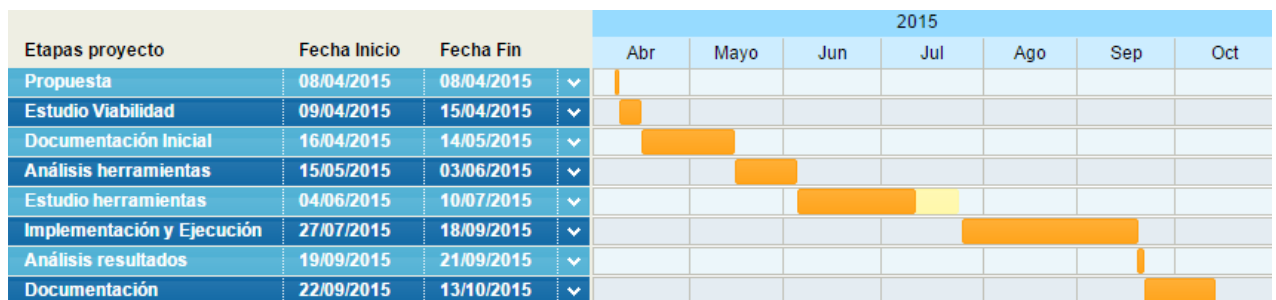 2015
Etapas proyecto Fecha Inicio Fecha Fin Abr Mayo Jun Jul Ago Sep Oct
Propuesta 08/04/2015 08/04/2015
Estudio Viabilidad 09/04/2015 15/04/2015
Documentación Inicial 16/04/2015 14/05/2015
Análisis herramientas 15/05/2015 03/06/2015
Estudio herramientas 04/06/2015 10/07/2015
Implementación y Ejecución 27/07/2015 18/09/2015
Análisis resultados 19/09/2015 21/09/2015
Documentación 22/09/2015 13/10/2015